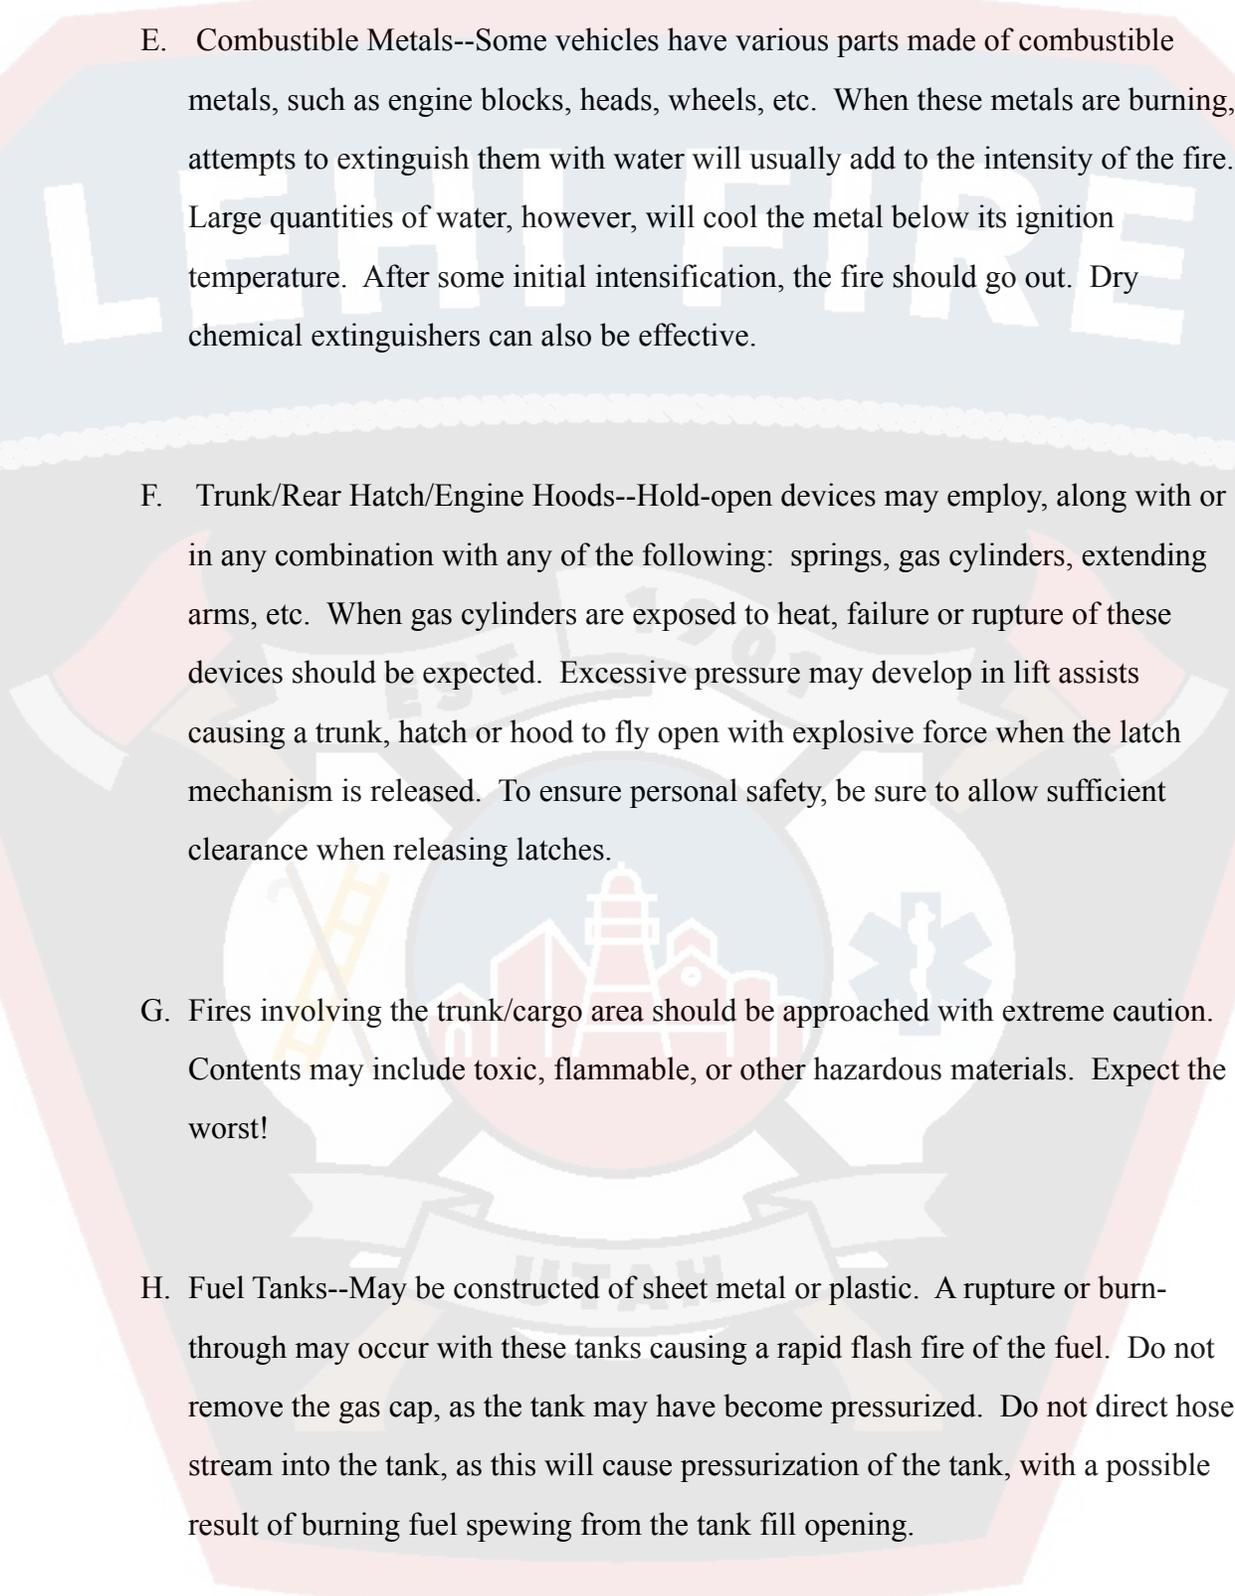 E. Combustible Metals--Some vehicles have various parts made of combustible
metals, such as engine blocks, heads, wheels, etc. When these metals are burning,
attempts to extinguish them with water will usually add to the intensity of the fire.
Large quantities of water, however, will cool the metal below its ignition
temperature. After some initial intensification, the fire should go out. Dry
chemical extinguishers can also be effective.
LEHI FIRE
F. Trunk/Rear Hatch/Engine Hoods--Hold-open devices may employ, along with or
in any combination with any of the following: springs, gas cylinders, extending
arms, etc. When gas cylinders are exposed to heat, failure or rupture of these
devices should be expected. Excessive pressure may develop in lift assists
causing a trunk, hatch or hood to fly open with explosive force when the latch
mechanism is released. To ensure personal safety, be sure to allow sufficient
clearance when releasing latches.
EST
G. Fires involving the trunk/cargo area should be approached with extreme caution.
Contents may include toxic, flammable, or other hazardous materials. Expect the
worst!
UTAH
H. Fuel Tanks--May be constructed of sheet metal or plastic. A rupture or burn-
through may occur with these tanks causing a rapid flash fire of the fuel. Do not
remove the gas cap, as the tank may have become pressurized. Do not direct hose
stream into the tank, as this will cause pressurization of the tank, with a possible
result of burning fuel spewing from the tank fill opening.